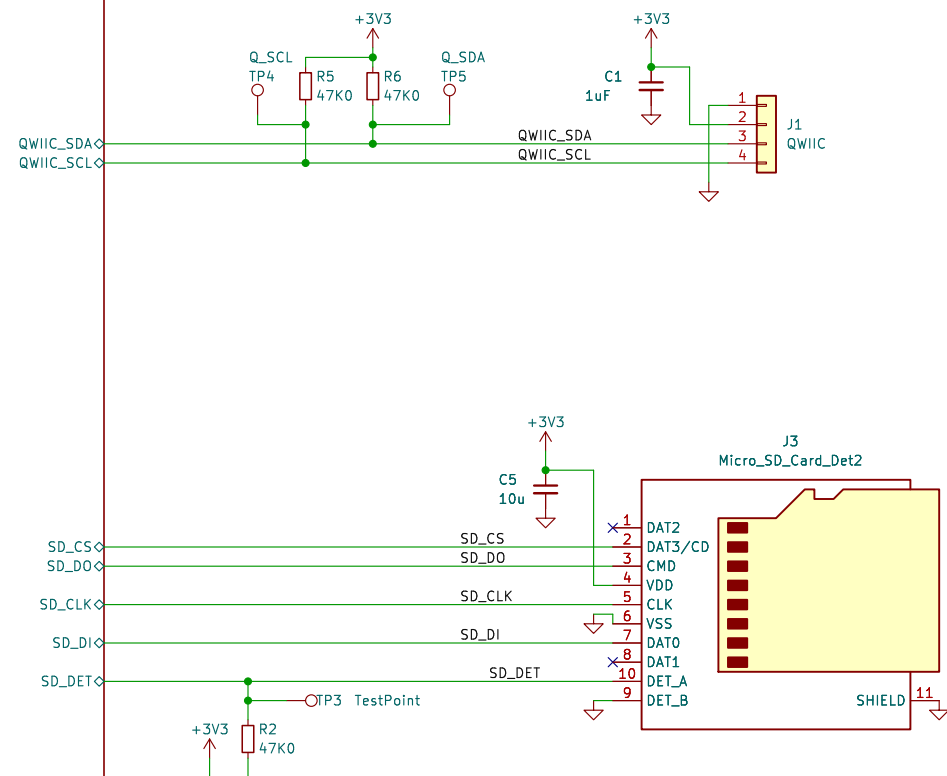 +3V3
+3V3
Q_SCL
TP4
R5
47K0
R6
47K0
Q_SDA
TP5
C1
1uF
1
2
3
4
J1
QWIIC
QWIIC_SDA
QWIIC_SDA
QWIIC_SCL
QWIIC_SCL
+3V3
J3
Micro_SD_Card_Det2
C5
10u
1 DAT2
SD_CS
SD_CS
2 DAT3/CD
SD_DO
SD_DO
3 CMD
4 VDD
SD_CLK
SD_CLK
5 CLK
6 VSS
SD_DI
SD_DI
7 DAT0
8 DAT1
SD_DET
SD_DET
10 DET_A
9 DET_B
SHIELD 11
TP3 TestPoint
+3V3
R2
47K0